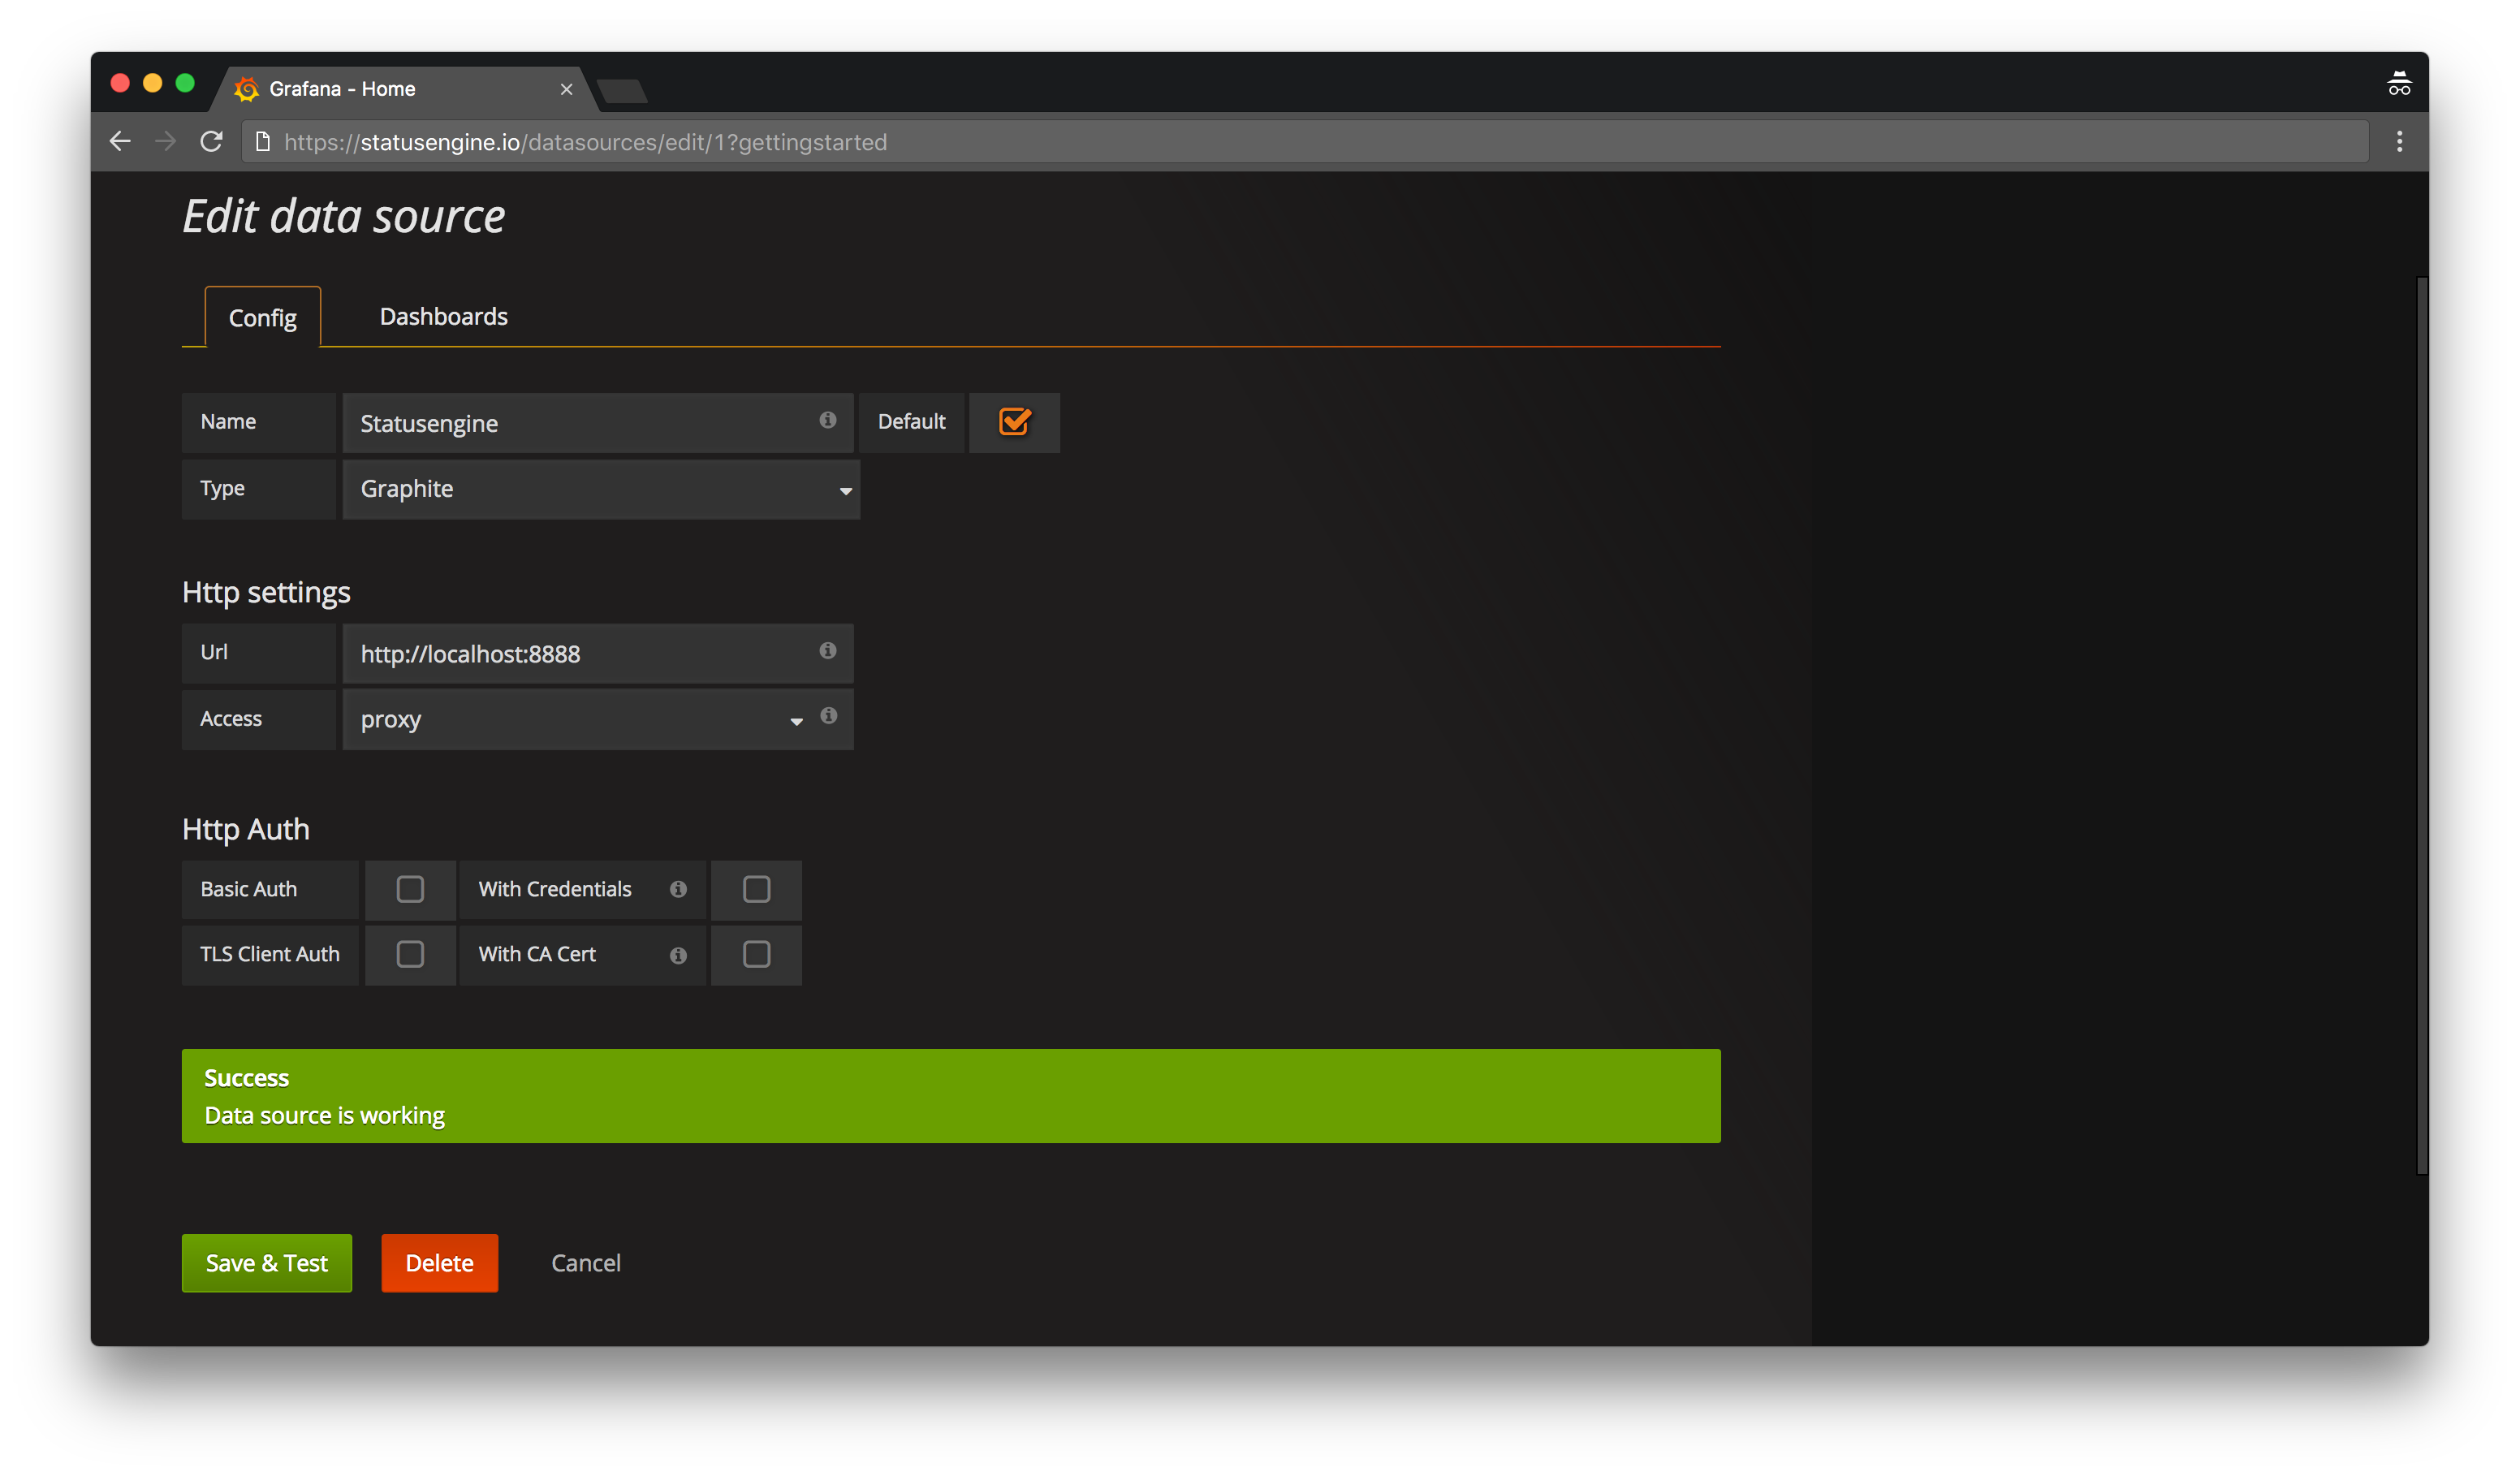 Grafana - Home
https://statusengine.io/datasources/edit/1?gettingstarted
Edit data source
Config Dashboards
Name Statusengine Default
Type Graphite
Http settings
Url http://localhost:8888
Access proxy
Http Auth
Basic Auth With Credentials
TLS Client Auth With CA Cert
Success
Data source is working
Save & Test Delete Cancel